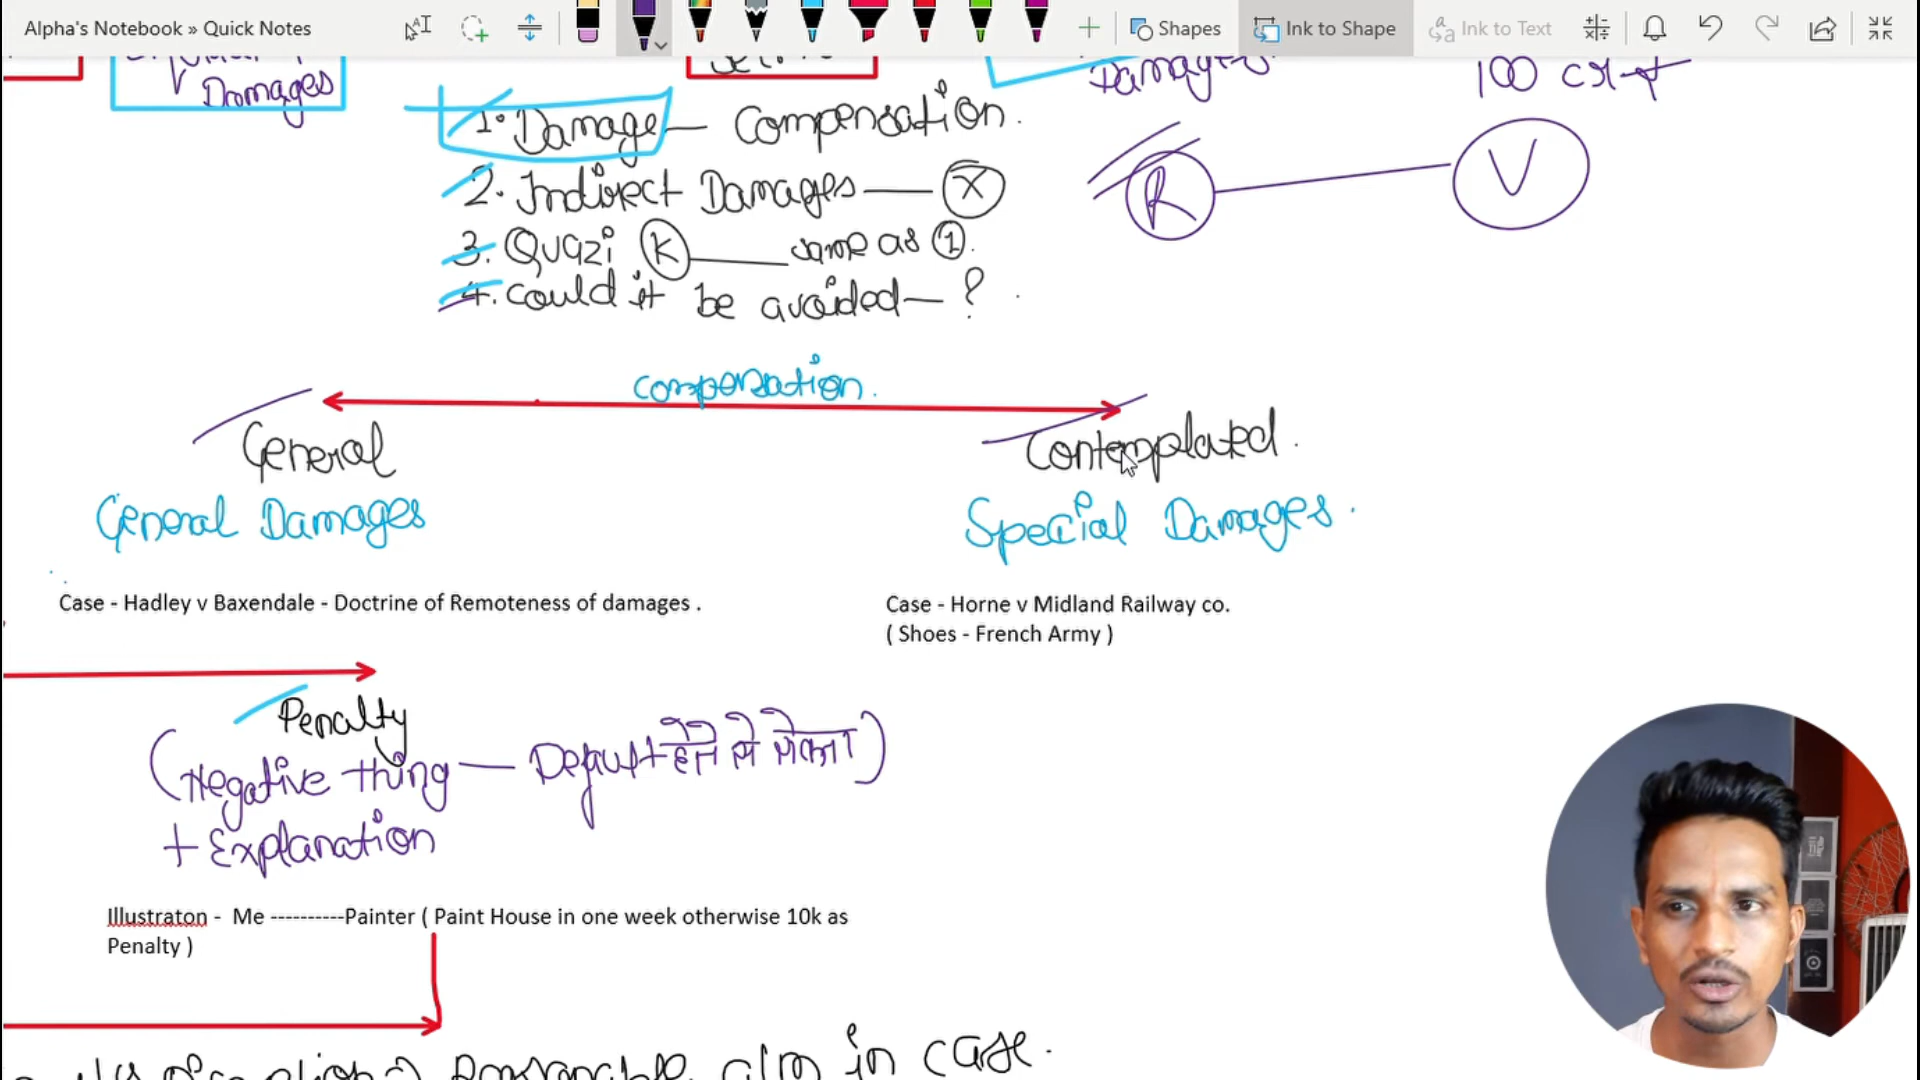 Alpha's Notebook » Quick Notes
Shapes
Ink to Shape
Ink to Text
Damages
Damages
100 cr
1. Damage — Compensation.
2. Indirect Damages — X
3. Quazi K — same as 1.
4. Could it be avoided — ?
R
V
compensation.
General
Contemplated.
General Damages
Special Damages.
Case - Hadley v Baxendale - Doctrine of Remoteness of damages .
Case - Horne v Midland Railway co.
( Shoes - French Army )
Penalty
(Negative thing — Default होने से रोकना)
+ Explanation
Illustraton -  Me ----------Painter ( Paint House in one week otherwise 10k as
Penalty )
in case.